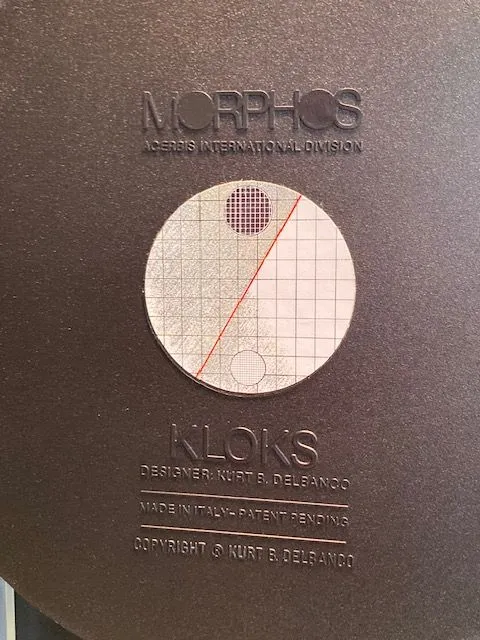 MORPHOS
ACERBIS INTERNATIONAL DIVISION
KLOKS
DESIGNER: KURT B. DELBANCO
MADE IN ITALY - PATENT PENDING
COPYRIGHT ® KURT B. DELBANCO